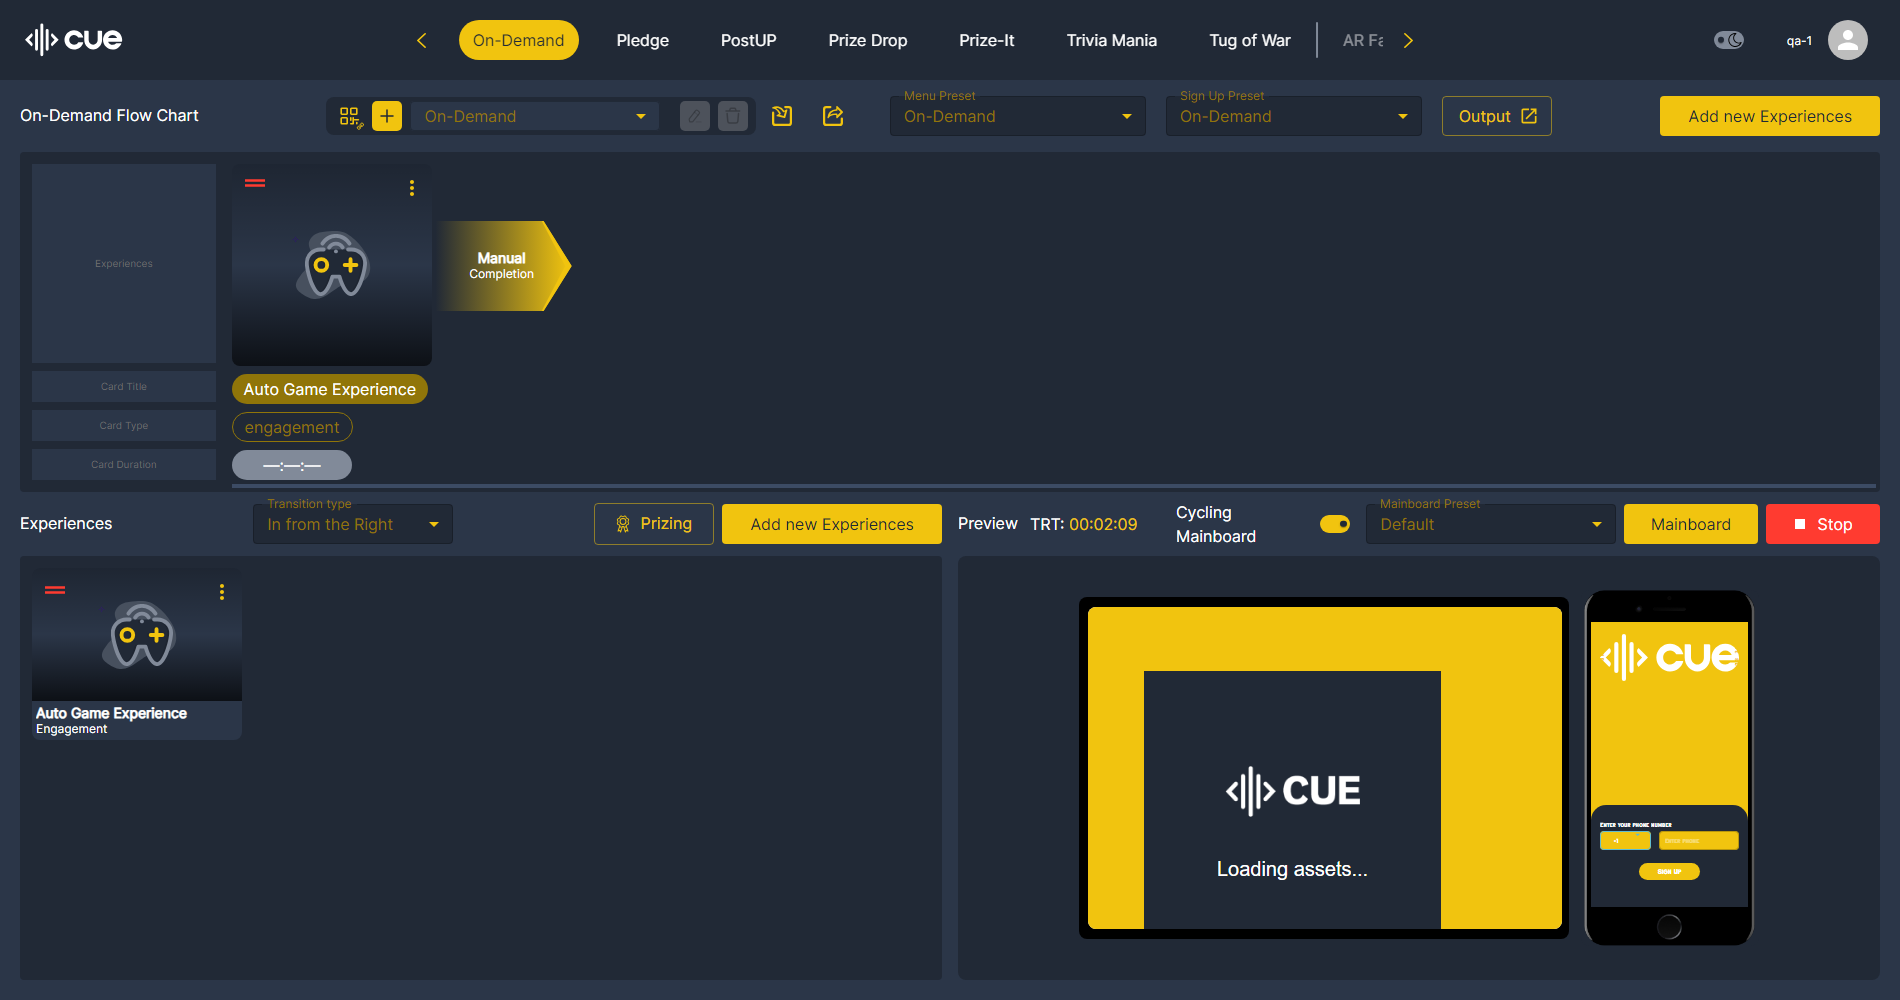 cue
On-Demand
Pledge
PostUP
Prize Drop
Prize-It
Trivia Mania
Tug of War
AR Fa
qa-1
On-Demand Flow Chart
On-Demand
Menu Preset
On-Demand
Sign Up Preset
On-Demand
Output
Add new Experiences
Experiences
Manual
Completion
Card Title
Auto Game Experience
Card Type
engagement
Card Duration
—:—:—
Experiences
Transition type
In from the Right
Prizing
Add new Experiences
Preview
TRT: 00:02:09
Cycling
Mainboard
Mainboard Preset
Default
Mainboard
Stop
Auto Game Experience
Engagement
CUE
Loading assets...
cue
ENTER YOUR PHONE NUMBER
+1
ENTER PHONE
SIGN UP